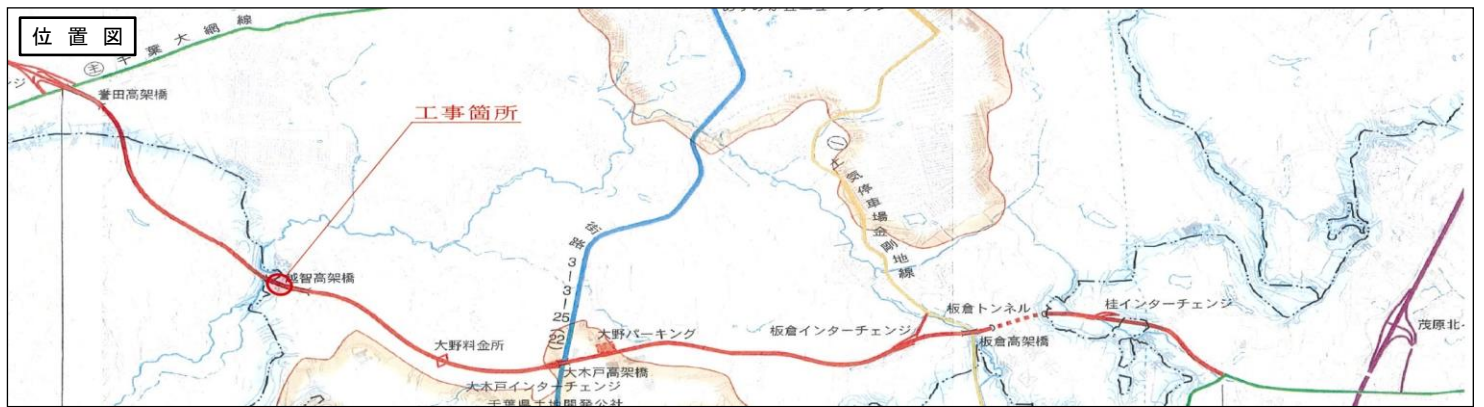 位置図
主
千葉大網線
誉田高架橋
工事箇所
越智高架橋
大野料金所
街路3-3-25(22)
大野パーキング
大木戸高架橋
大木戸インターチェンジ
千葉県土地開発公社
土気停車場金剛地線
板倉インターチェンジ
板倉トンネル
板倉高架橋
桂インターチェンジ
茂原北